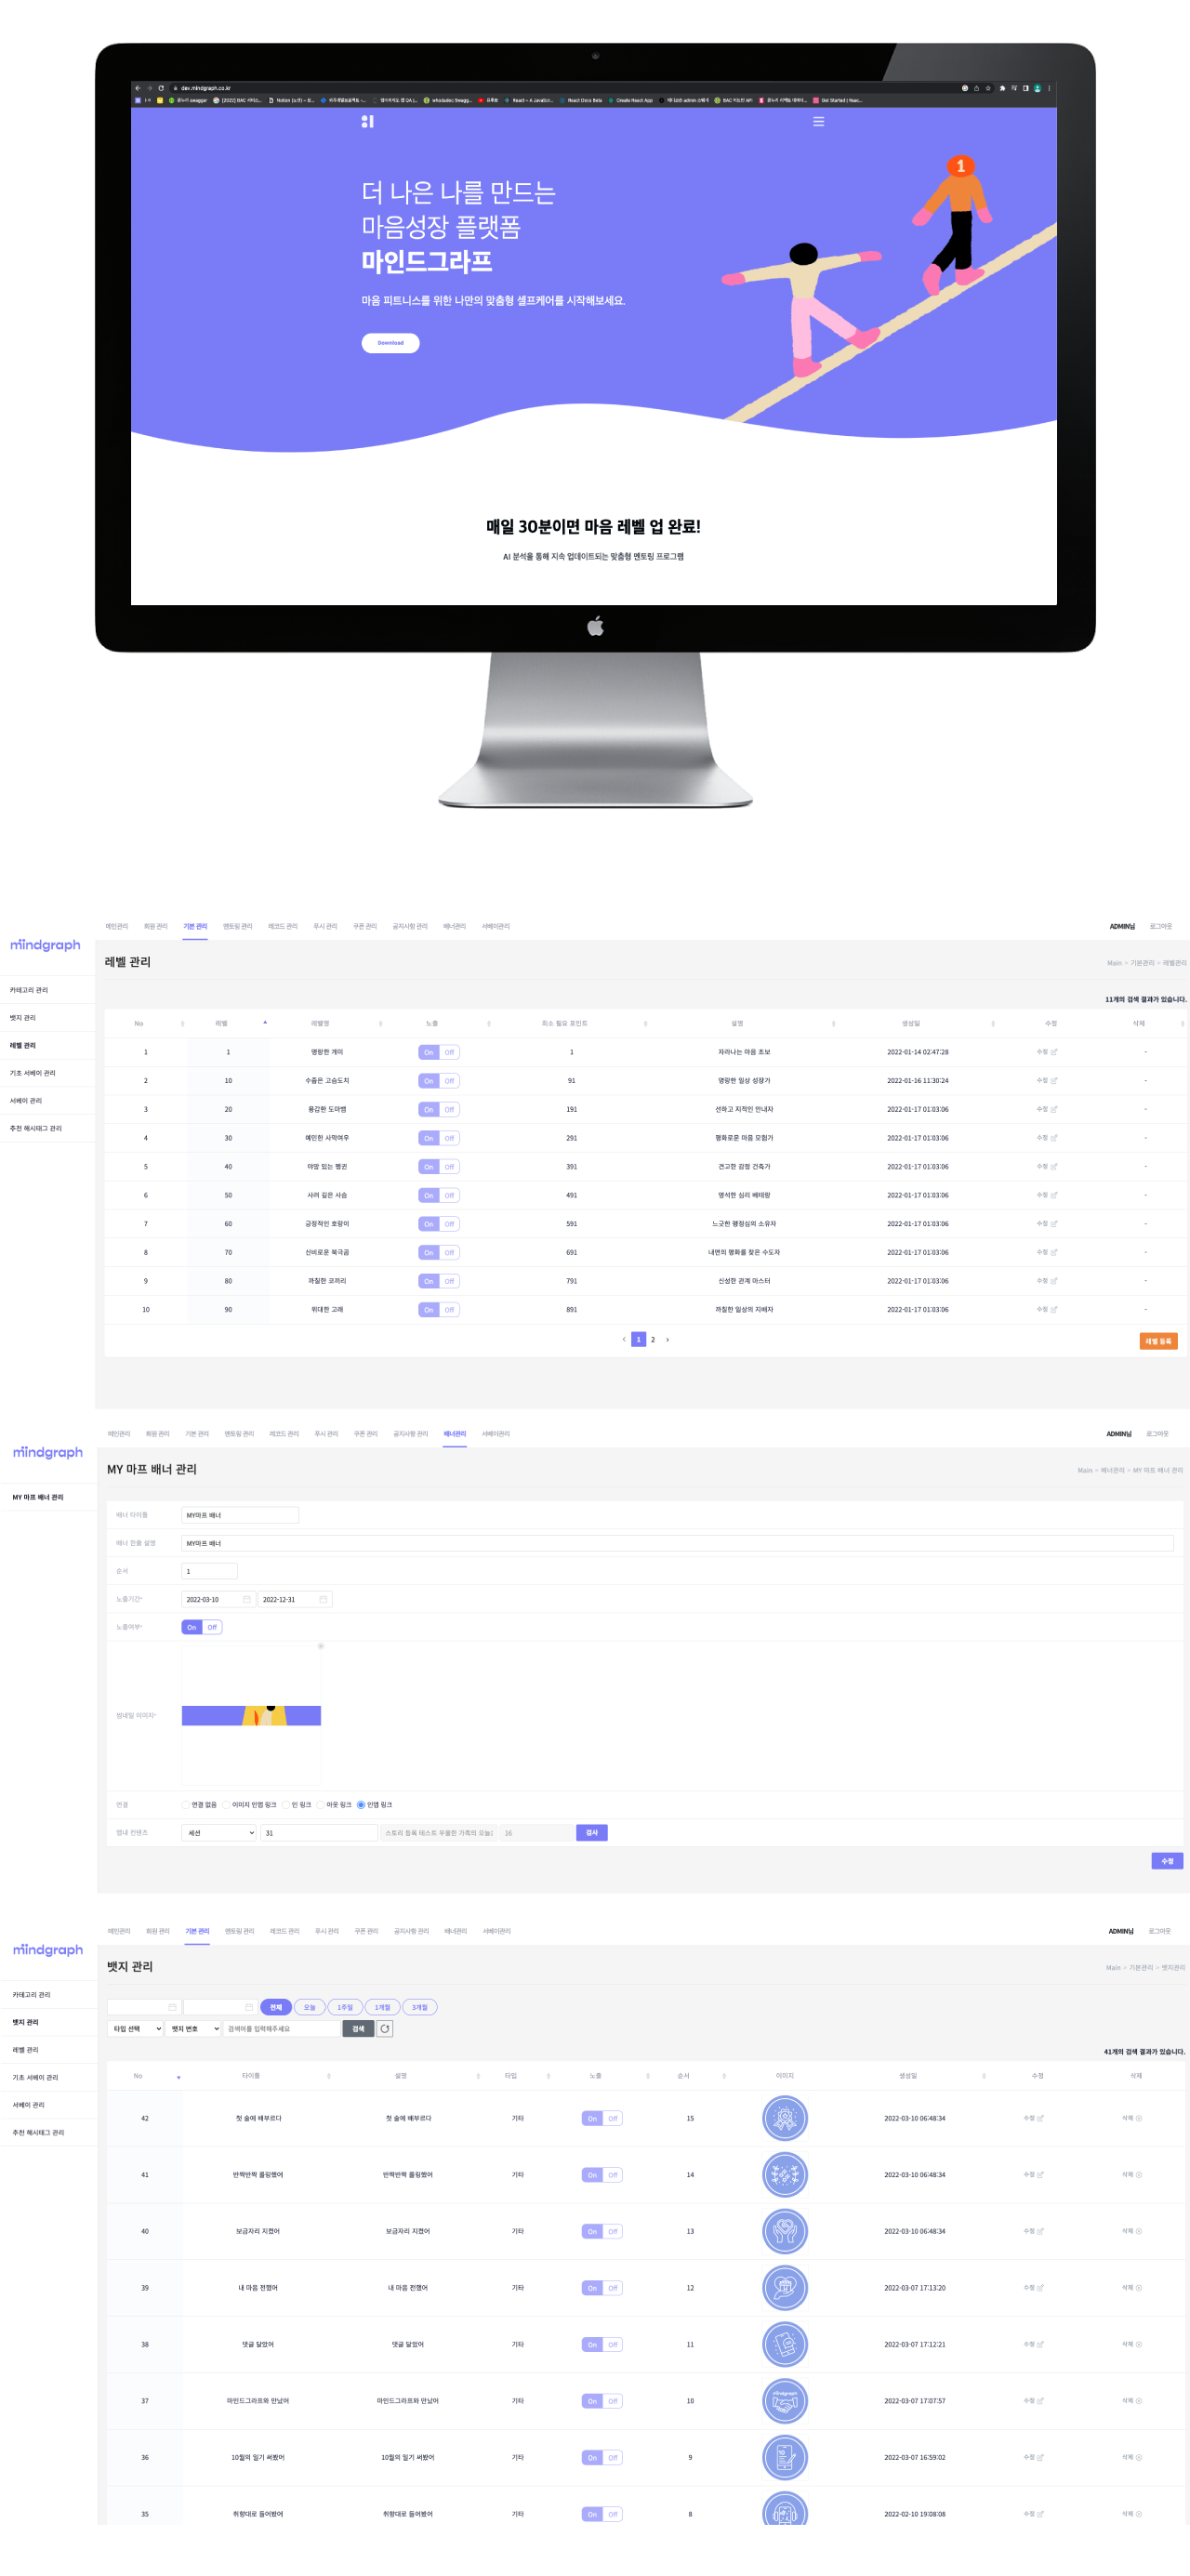 dev.mindgraph.co.kr
더 나은 나를 만드는
마음성장 플랫폼
마인드그라프
마음 피트니스를 위한 나만의 맞춤형 셀프케어를 시작해보세요.
Download
1
매일 30분이면 마음 레벨 업 완료!
AI 분석을 통해 지속 업데이트되는 맞춤형 멘토링 프로그램
mindgraph
메인관리 회원 관리 기본 관리 멘토링 관리 레코드 관리 푸시 관리 쿠폰 관리 공지사항 관리 배너관리 서베이관리 ADMIN님 로그아웃
레벨 관리
Main > 기본관리 > 레벨관리
카테고리 관리
뱃지 관리
레벨 관리
기초 서베이 관리
서베이 관리
추천 해시태그 관리
11개의 검색 결과가 있습니다.
No 레벨 레벨명 노출 최소 필요 포인트 설명 생성일 수정 삭제
1 1 명랑한 개미 On Off 1 자라나는 마음 초보 2022-01-14 02:47:28 수정 -
2 10 수줍은 고슴도치 On Off 91 명랑한 일상 성장가 2022-01-16 11:30:24 수정 -
3 20 용감한 도마뱀 On Off 191 선하고 지적인 안내자 2022-01-17 01:03:06 수정 -
4 30 예민한 사막여우 On Off 291 평화로운 마음 모험가 2022-01-17 01:03:06 수정 -
5 40 야망 있는 펭귄 On Off 391 견고한 감정 건축가 2022-01-17 01:03:06 수정 -
6 50 사려 깊은 사슴 On Off 491 명석한 심리 베테랑 2022-01-17 01:03:06 수정 -
7 60 긍정적인 호랑이 On Off 591 느긋한 평정심의 소유자 2022-01-17 01:03:06 수정 -
8 70 신비로운 북극곰 On Off 691 내면의 평화를 찾은 수도자 2022-01-17 01:03:06 수정 -
9 80 까칠한 코끼리 On Off 791 신성한 관계 마스터 2022-01-17 01:03:06 수정 -
10 90 위대한 고래 On Off 891 까칠한 일상의 지배자 2022-01-17 01:03:06 수정 -
< 1 2 >
레벨 등록
mindgraph
메인관리 회원 관리 기본 관리 멘토링 관리 레코드 관리 푸시 관리 쿠폰 관리 공지사항 관리 배너관리 서베이관리 ADMIN님 로그아웃
MY 마프 배너 관리
Main > 배너관리 > MY 마프 배너 관리
MY 마프 배너 관리
배너 타이틀 MY마프 배너
배너 한줄 설명 MY마프 배너
순서 1
노출기간* 2022-03-10 2022-12-31
노출여부* On Off
썸네일 이미지*
연결 연결 없음 이미지 만염 링크 인 링크 아웃 링크 인앱 링크
앱내 컨텐츠 세션 31 스토리 등록 테스트 우울한 가족의 오늘 16 검사
수정
mindgraph
메인관리 회원 관리 기본 관리 멘토링 관리 레코드 관리 푸시 관리 쿠폰 관리 공지사항 관리 배너관리 서베이관리 ADMIN님 로그아웃
뱃지 관리
Main > 기본관리 > 뱃지관리
카테고리 관리
뱃지 관리
레벨 관리
기초 서베이 관리
서베이 관리
추천 해시태그 관리
전체 오늘 1주일 1개월 3개월
타입 선택 뱃지 번호 검색어를 입력해주세요 검색
41개의 검색 결과가 있습니다.
No 타이틀 설명 타입 노출 순서 이미지 생성일 수정 삭제
42 첫 술에 배부르다 첫 술에 배부르다 기타 On Off 15 2022-03-10 06:48:34 수정 삭제
41 반짝반짝 플링했어 반짝반짝 플링했어 기타 On Off 14 2022-03-10 06:48:34 수정 삭제
40 보금자리 지켰어 보금자리 지켰어 기타 On Off 13 2022-03-10 06:48:34 수정 삭제
39 내 마음 전했어 내 마음 전했어 기타 On Off 12 2022-03-07 17:13:20 수정 삭제
38 댓글 달았어 댓글 달았어 기타 On Off 11 2022-03-07 17:12:21 수정 삭제
37 마인드그라프와 만났어 마인드그라프와 만났어 기타 On Off 10 mindgraph 2022-03-07 17:07:57 수정 삭제
36 10월의 일기 써봤어 10월의 일기 써봤어 기타 On Off 9 2022-03-07 16:59:02 수정 삭제
35 취향대로 들어봤어 취향대로 들어봤어 기타 On Off 8 2022-02-10 19:08:08 수정 삭제